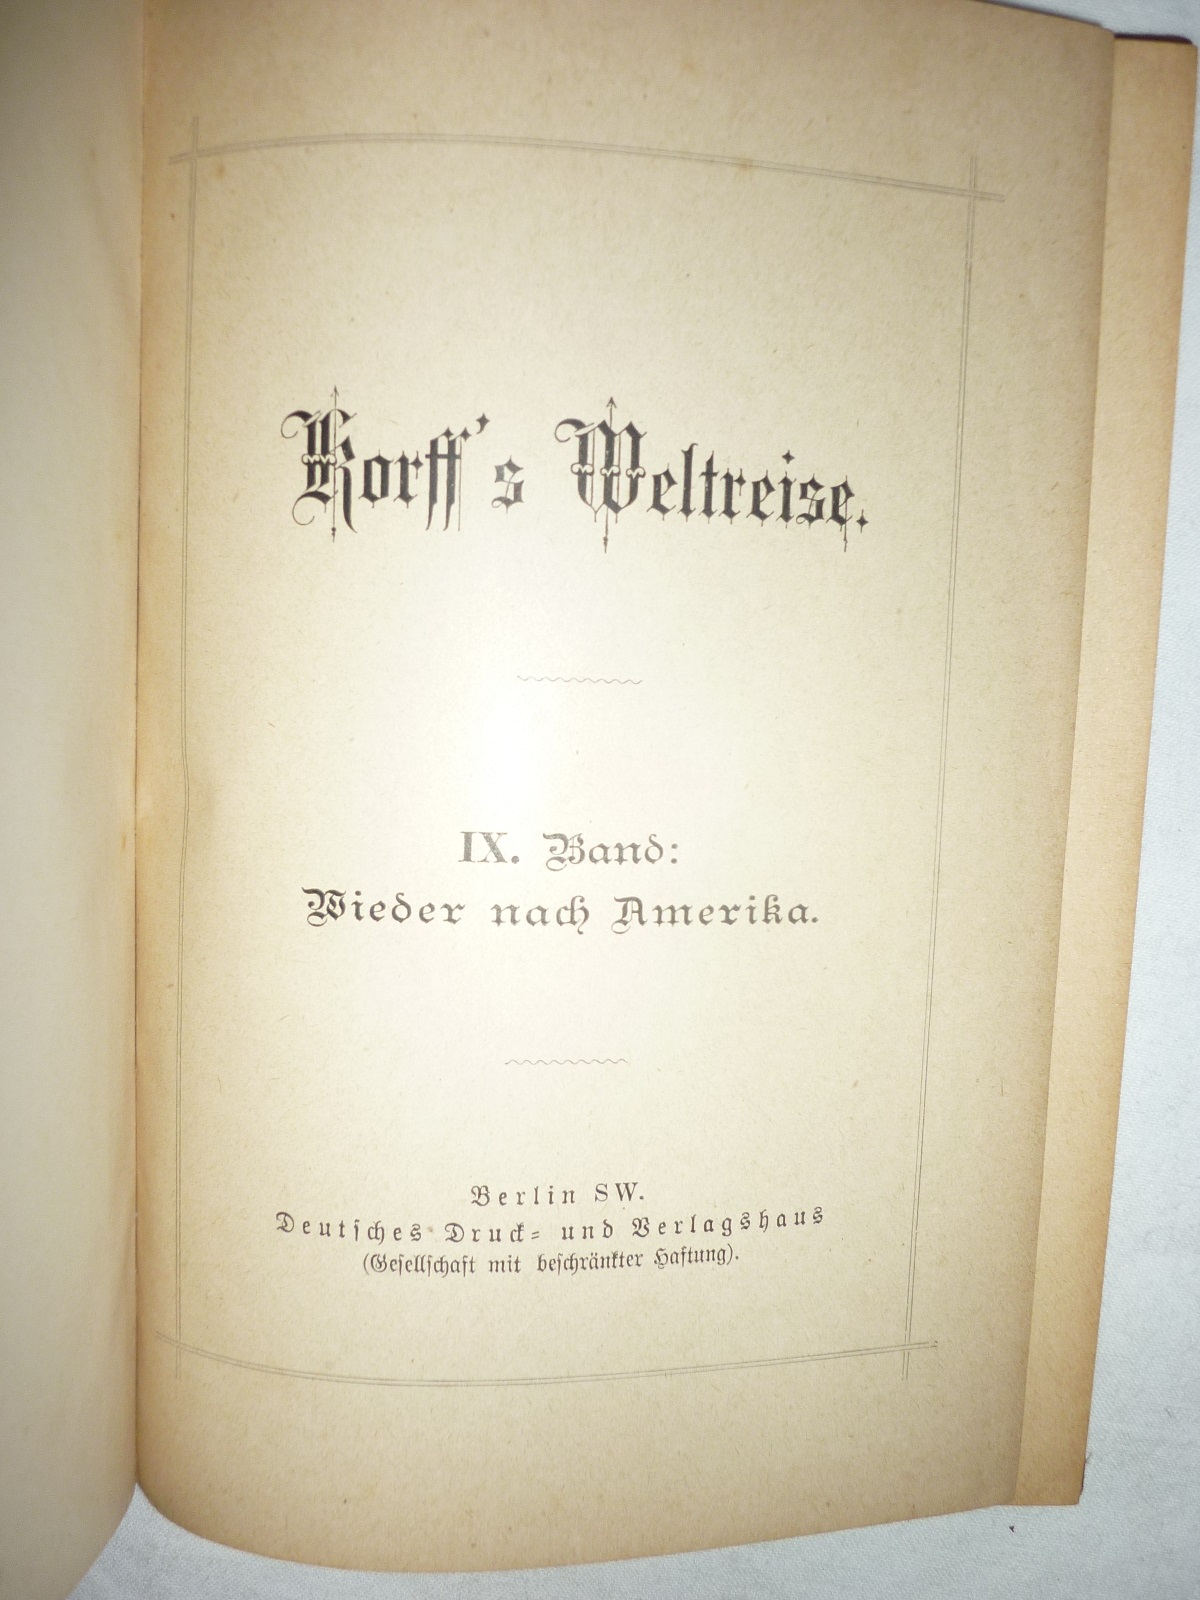 Korff's Weltreise.
IX. Band:
Wieder nach Amerika.
Berlin SW.
Deutſches Druck- und Verlagshaus
(Geſellſchaft mit beſchränkter Haftung).